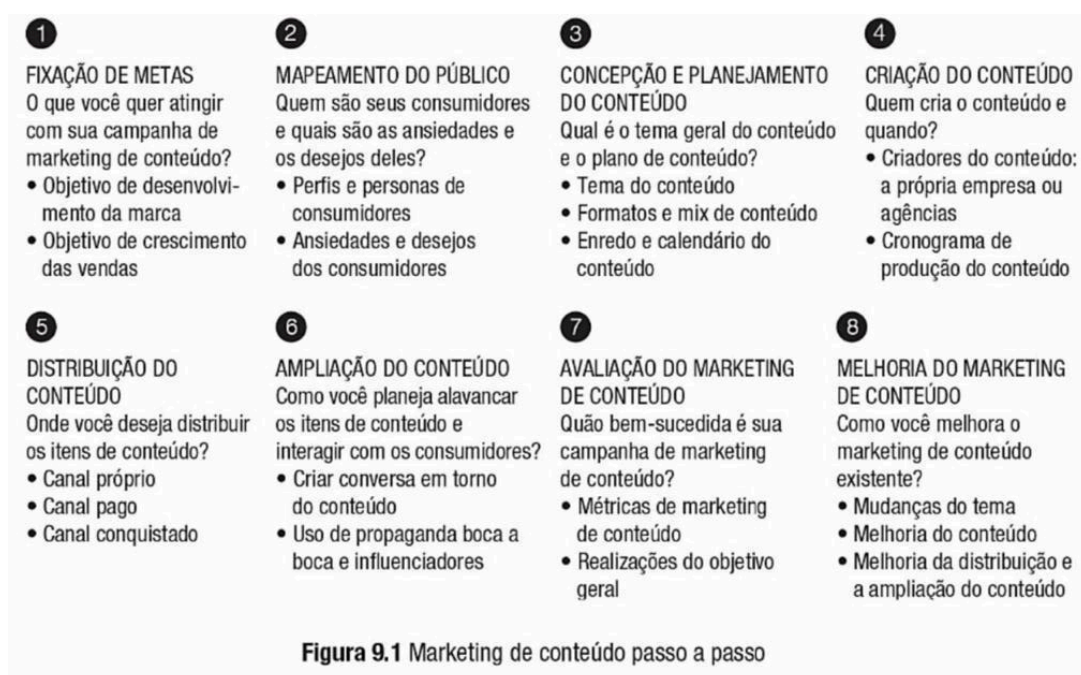 1
FIXAÇÃO DE METAS
O que você quer atingir
com sua campanha de
marketing de conteúdo?
• Objetivo de desenvolvi-
mento da marca
• Objetivo de crescimento
das vendas
2
MAPEAMENTO DO PÚBLICO
Quem são seus consumidores
e quais são as ansiedades e
os desejos deles?
• Perfis e personas de
consumidores
• Ansiedades e desejos
dos consumidores
3
CONCEPÇÃO E PLANEJAMENTO
DO CONTEÚDO
Qual é o tema geral do conteúdo
e o plano de conteúdo?
• Tema do conteúdo
• Formatos e mix de conteúdo
• Enredo e calendário do
conteúdo
4
CRIAÇÃO DO CONTEÚDO
Quem cria o conteúdo e
quando?
• Criadores do conteúdo:
a própria empresa ou
agências
• Cronograma de
produção do conteúdo
5
DISTRIBUIÇÃO DO
CONTEÚDO
Onde você deseja distribuir
os itens de conteúdo?
• Canal próprio
• Canal pago
• Canal conquistado
6
AMPLIAÇÃO DO CONTEÚDO
Como você planeja alavancar
os itens de conteúdo e
interagir com os consumidores?
• Criar conversa em torno
do conteúdo
• Uso de propaganda boca a
boca e influenciadores
7
AVALIAÇÃO DO MARKETING
DE CONTEÚDO
Quão bem-sucedida é sua
campanha de marketing
de conteúdo?
• Métricas de marketing
de conteúdo
• Realizações do objetivo
geral
8
MELHORIA DO MARKETING
DE CONTEÚDO
Como você melhora o
marketing de conteúdo
existente?
• Mudanças do tema
• Melhoria do conteúdo
• Melhoria da distribuição e
a ampliação do conteúdo
Figura 9.1 Marketing de conteúdo passo a passo